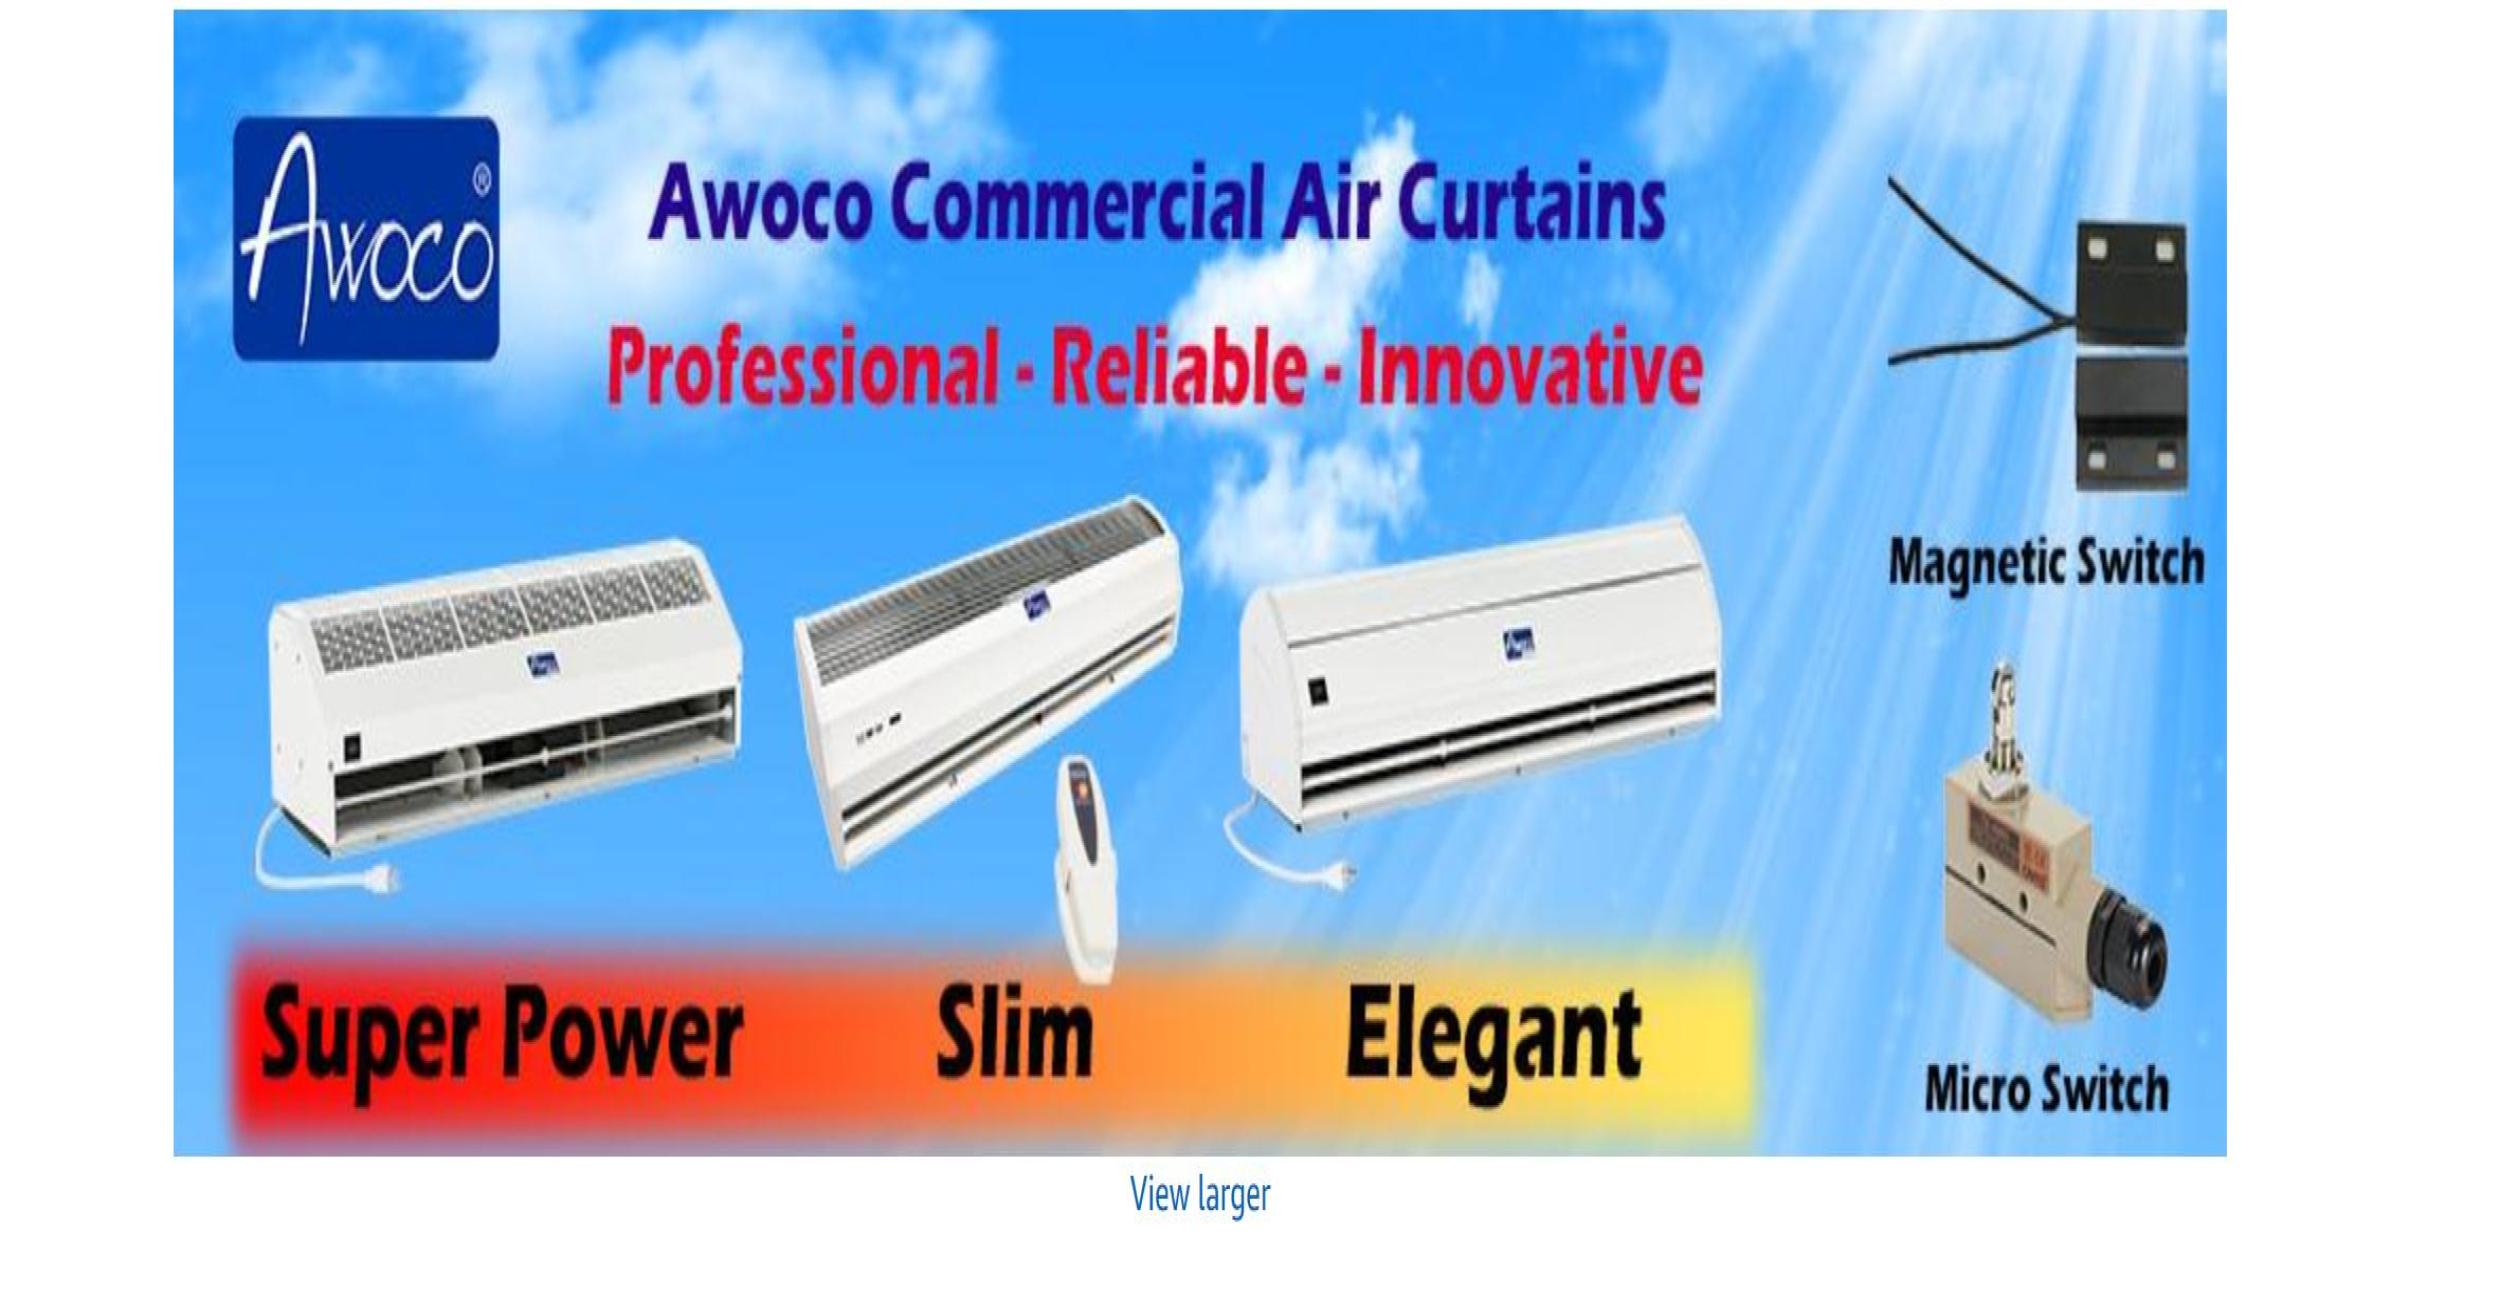 Awoco®
Awoco Commercial Air Curtains
Professional - Reliable - Innovative
Magnetic Switch
Super Power
Slim
Elegant
Micro Switch
View larger